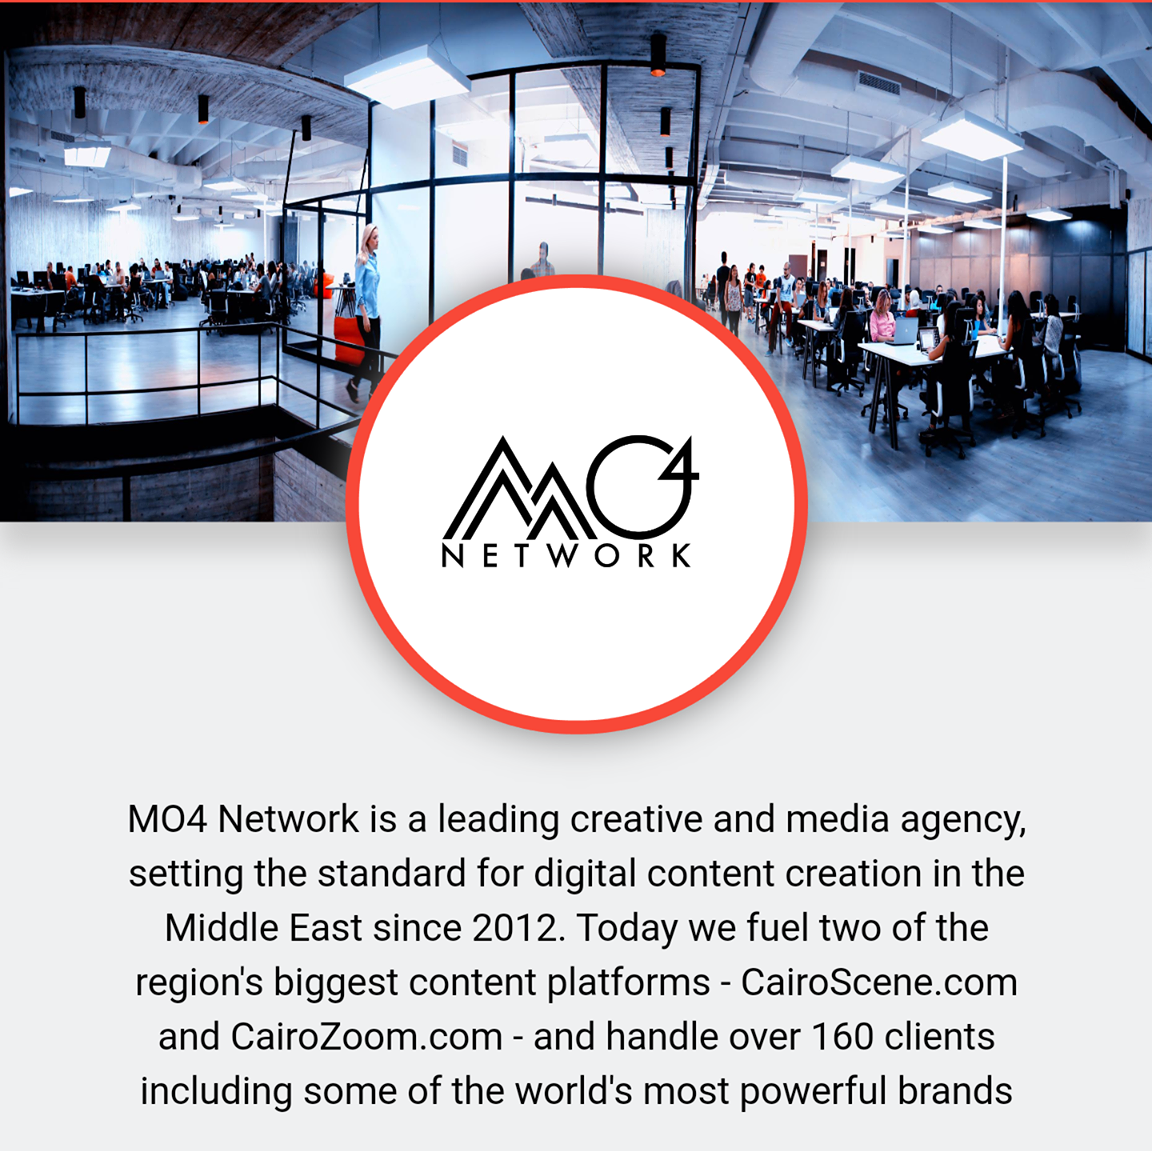 MO4
NETWORK
MO4 Network is a leading creative and media agency,
setting the standard for digital content creation in the
Middle East since 2012. Today we fuel two of the
region's biggest content platforms - CairoScene.com
and CairoZoom.com - and handle over 160 clients
including some of the world's most powerful brands